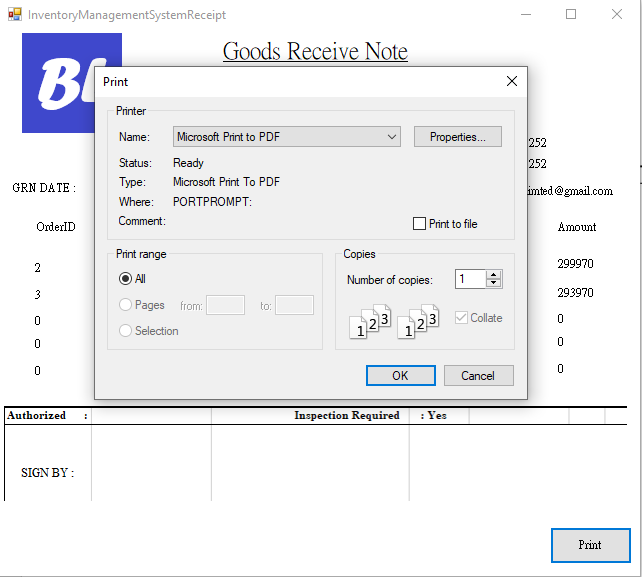 InventoryManagementSystemReceipt
Goods Receive Note
Print
Printer
Name: Microsoft Print to PDF Properties...
252
Status: Ready
252
Type: Microsoft Print To PDF
GRN DATE : imted@gmail.com
Where: PORTPROMPT:
Comment: Print to file
OrderID Amount
Print range Copies
2 299970
All Number of copies: 1
3 293970
Pages from: to:
1 2 3 1 2 3 Collate
0 0
Selection
0 0
0 0
OK Cancel
Authorized : Inspection Required : Yes
SIGN BY :
Print